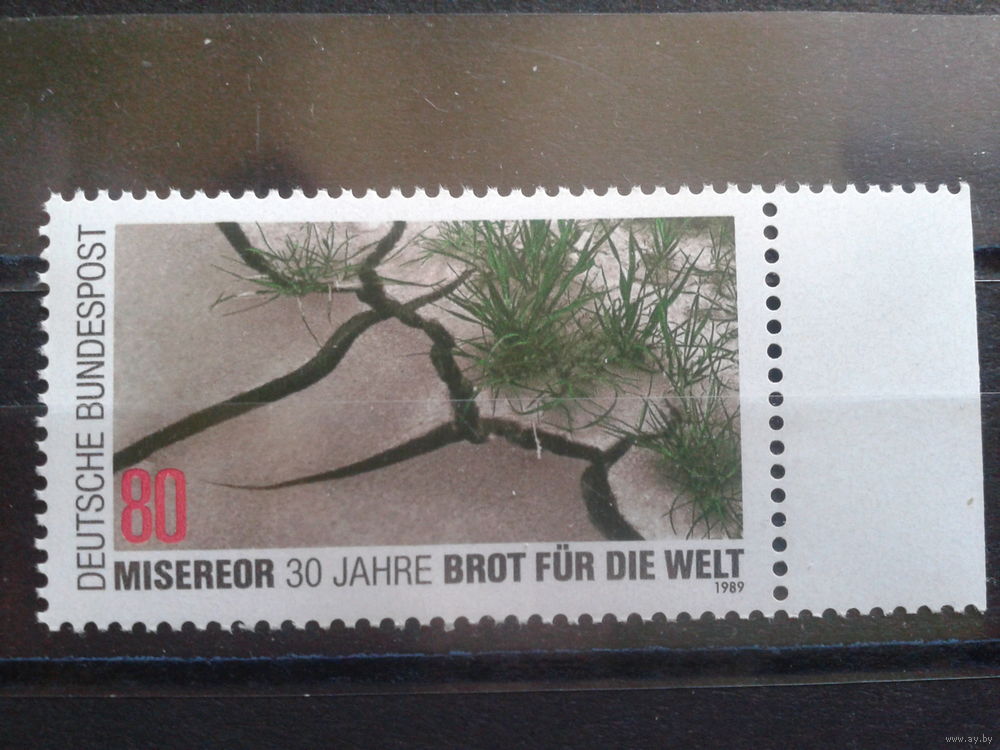 DEUTSCHE BUNDESPOST
80
MISEREOR 30 JAHRE BROT FÜR DIE WELT
1989
www.ay.by